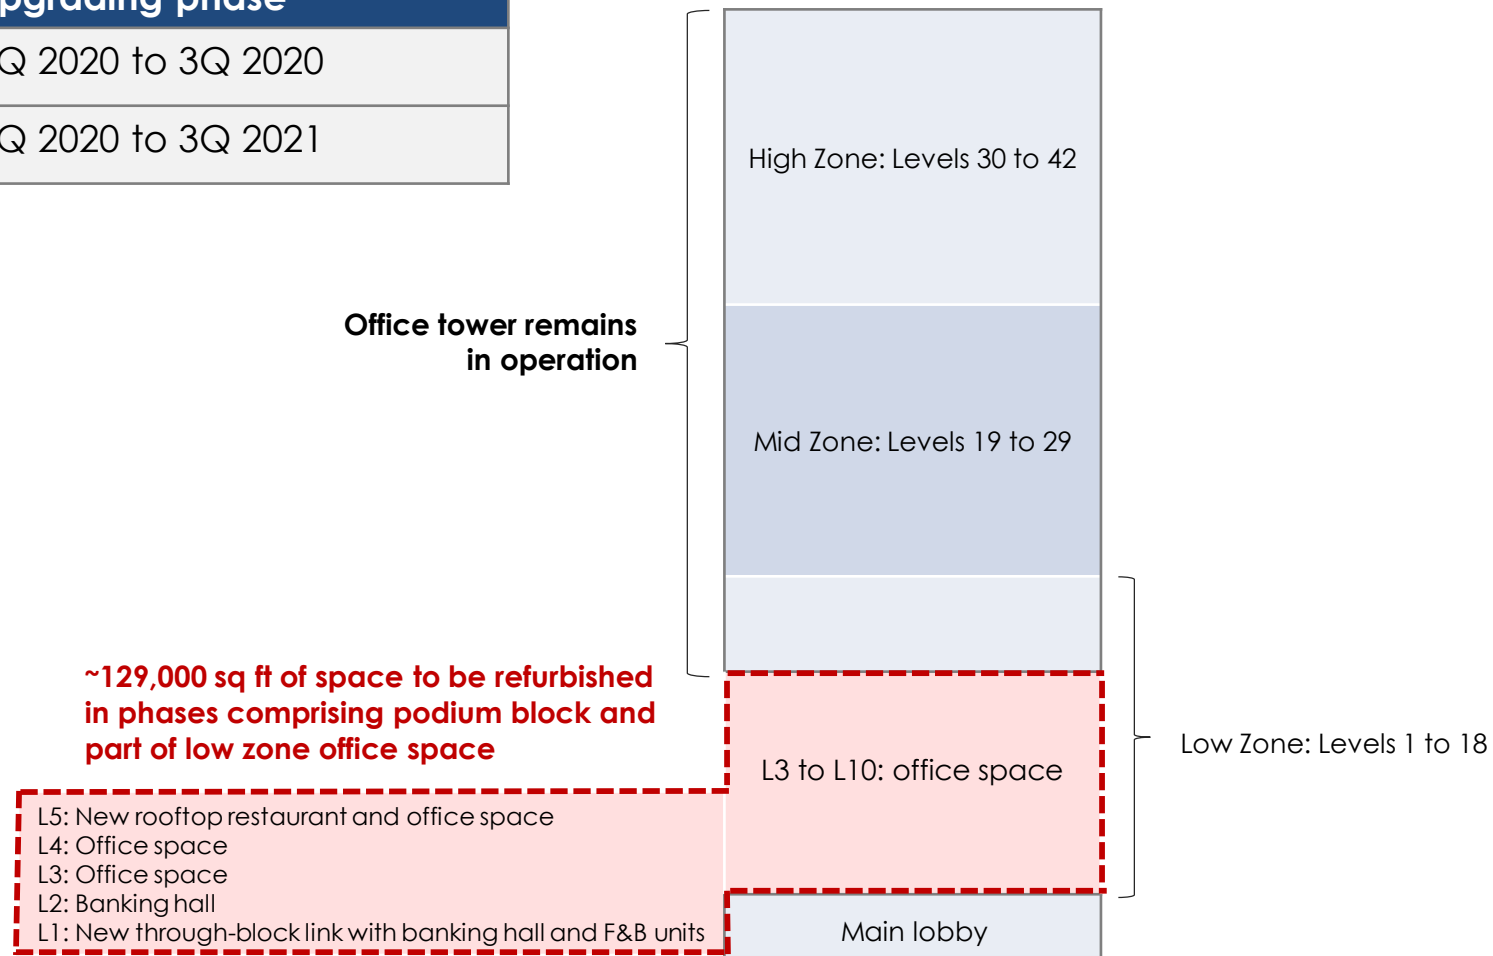 pgrading phase
Q 2020 to 3Q 2020
Q 2020 to 3Q 2021
High Zone: Levels 30 to 42
Office tower remains
in operation
Mid Zone: Levels 19 to 29
~129,000 sq ft of space to be refurbished
in phases comprising podium block and
part of low zone office space
L3 to L10: office space
Low Zone: Levels 1 to 18
L5: New rooftop restaurant and office space
L4: Office space
L3: Office space
L2: Banking hall
L1: New through-block link with banking hall and F&B units
Main lobby